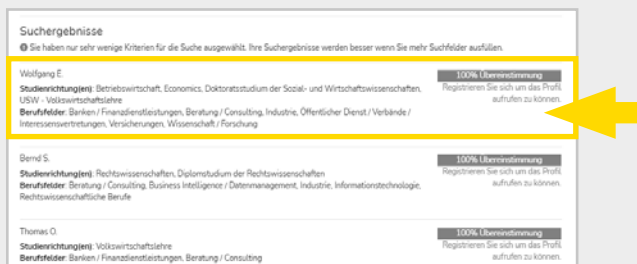 Suchergebnisse
Sie haben nur sehr wenige Kriterien für die Suche ausgewählt. Ihre Suchergebnisse werden besser wenn Sie mehr Suchfelder ausfüllen.
Wolfgang E.
100% Übereinstimmung
Studienrichtung(en): Betriebswirtschaft, Economics, Doktoratsstudium der Sozial- und Wirtschaftswissenschaften,
Registrieren Sie sich um das Profil
USW - Volkswirtschaftslehre
aufrufen zu können.
Berufsfelder: Banken / Finanzdienstleistungen, Beratung / Consulting, Industrie, Öffentlicher Dienst / Verbände /
Interessensvertretungen, Versicherungen, Wissenschaft / Forschung
Bernd S.
100% Übereinstimmung
Studienrichtung(en): Rechtswissenschaften, Diplomstudium der Rechtswissenschaften
Registrieren Sie sich um das Profil
Berufsfelder: Beratung / Consulting, Business Intelligence / Datenmanagement, Industrie, Informationstechnologie,
aufrufen zu können.
Rechtswissenschaftliche Berufe
Thomas O.
100% Übereinstimmung
Studienrichtung(en): Volkswirtschaftslehre
Registrieren Sie sich um das Profil
Berufsfelder: Banken / Finanzdienstleistungen, Beratung / Consulting
aufrufen zu können.